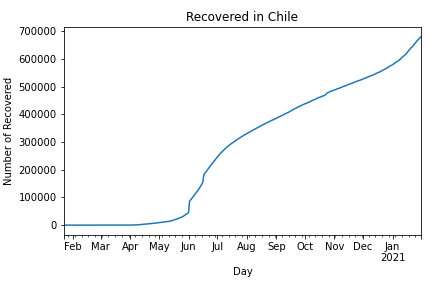 Recovered in Chile
700000
600000
500000
400000
300000
200000
100000
0
Number of Recovered
Feb Mar Apr May Jun Jul Aug Sep Oct Nov Dec Jan
2021
Day